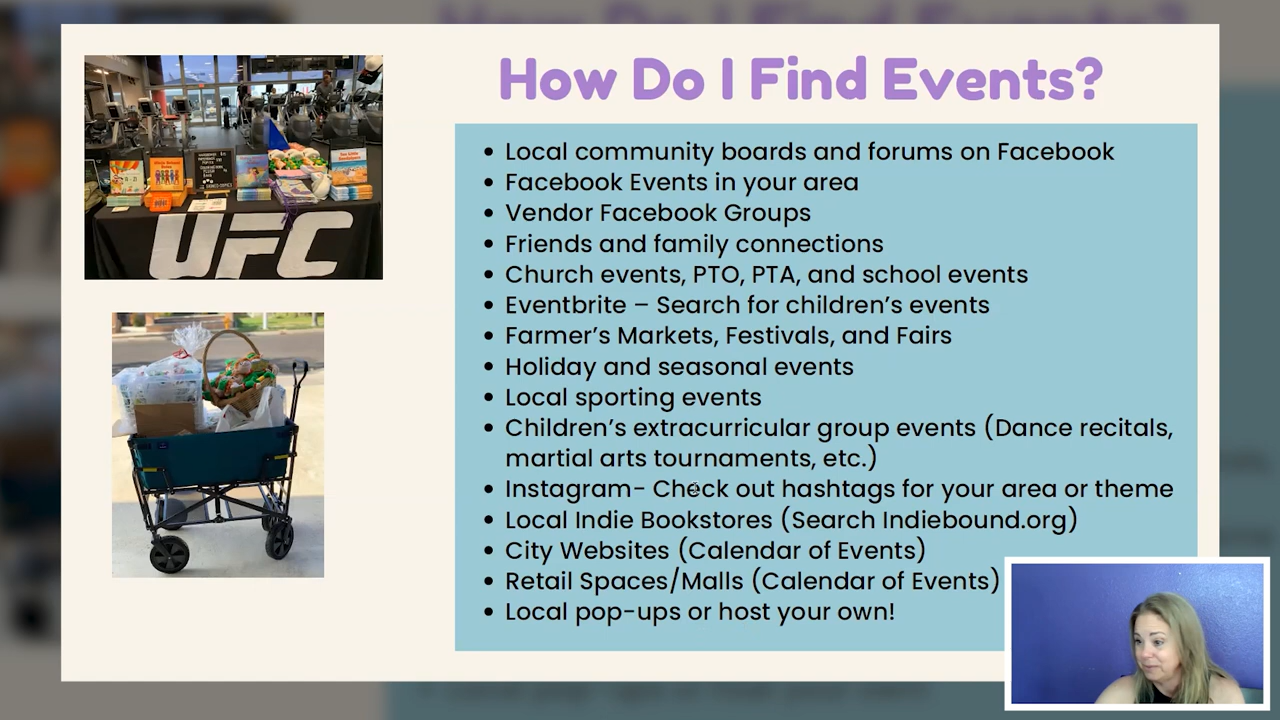 How Do I Find Events?
• Local community boards and forums on Facebook
• Facebook Events in your area
• Vendor Facebook Groups
• Friends and family connections
• Church events, PTO, PTA, and school events
• Eventbrite – Search for children’s events
• Farmer’s Markets, Festivals, and Fairs
• Holiday and seasonal events
• Local sporting events
• Children’s extracurricular group events (Dance recitals,
martial arts tournaments, etc.)
• Instagram- Check out hashtags for your area or theme
• Local Indie Bookstores (Search Indiebound.org)
• City Websites (Calendar of Events)
• Retail Spaces/Malls (Calendar of Events)
• Local pop-ups or host your own!
UFC